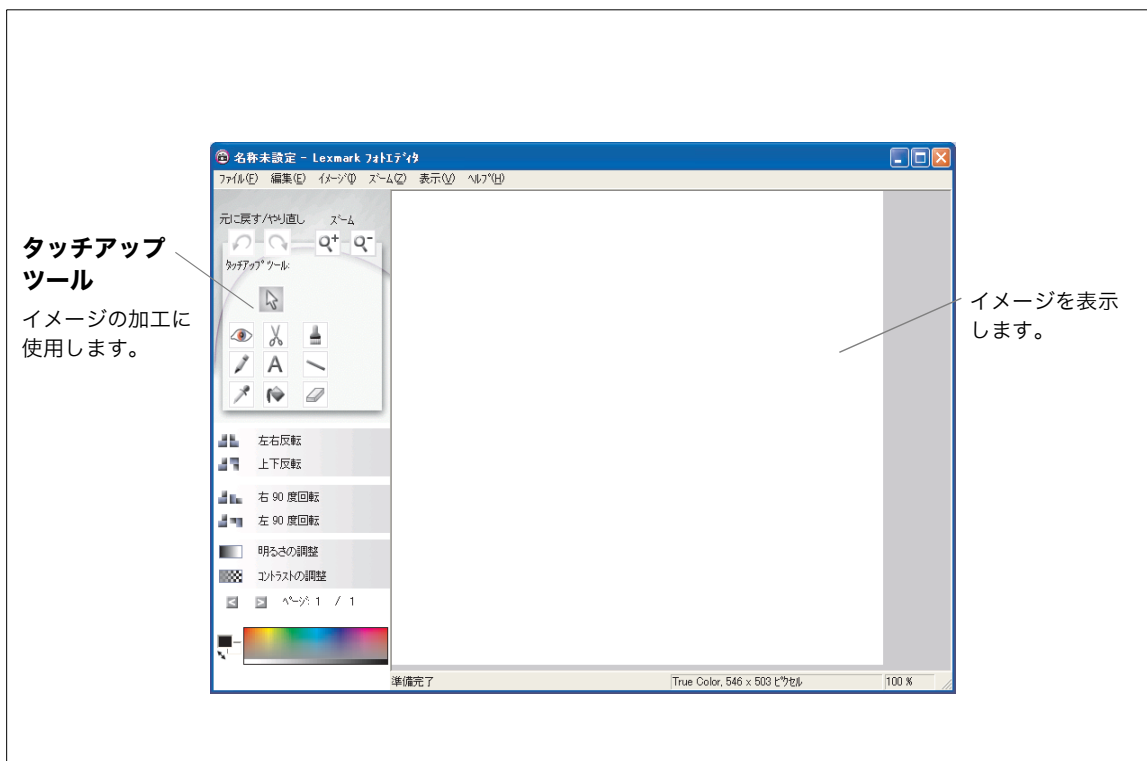 名称未設定 - Lexmark ﾌｫﾄｴﾃﾞｨﾀ
ﾌｧｲﾙ(F) 編集(E) ｲﾒｰｼﾞ(I) ｽﾞｰﾑ(Z) 表示(V) ﾍﾙﾌﾟ(H)
元に戻す/やり直し ｽﾞｰﾑ
ﾀｯﾁｱｯﾌﾟ ﾂｰﾙ:
タッチアップ
ツール
イメージの加工に
使用します。
A
イメージを表示
します。
左右反転
上下反転
右 90 度回転
左 90 度回転
明るさの調整
ｺﾝﾄﾗｽﾄの調整
ﾍﾟｰｼﾞ: 1 / 1
準備完了 True Color, 546 x 503 ﾋﾟｸｾﾙ 100 %